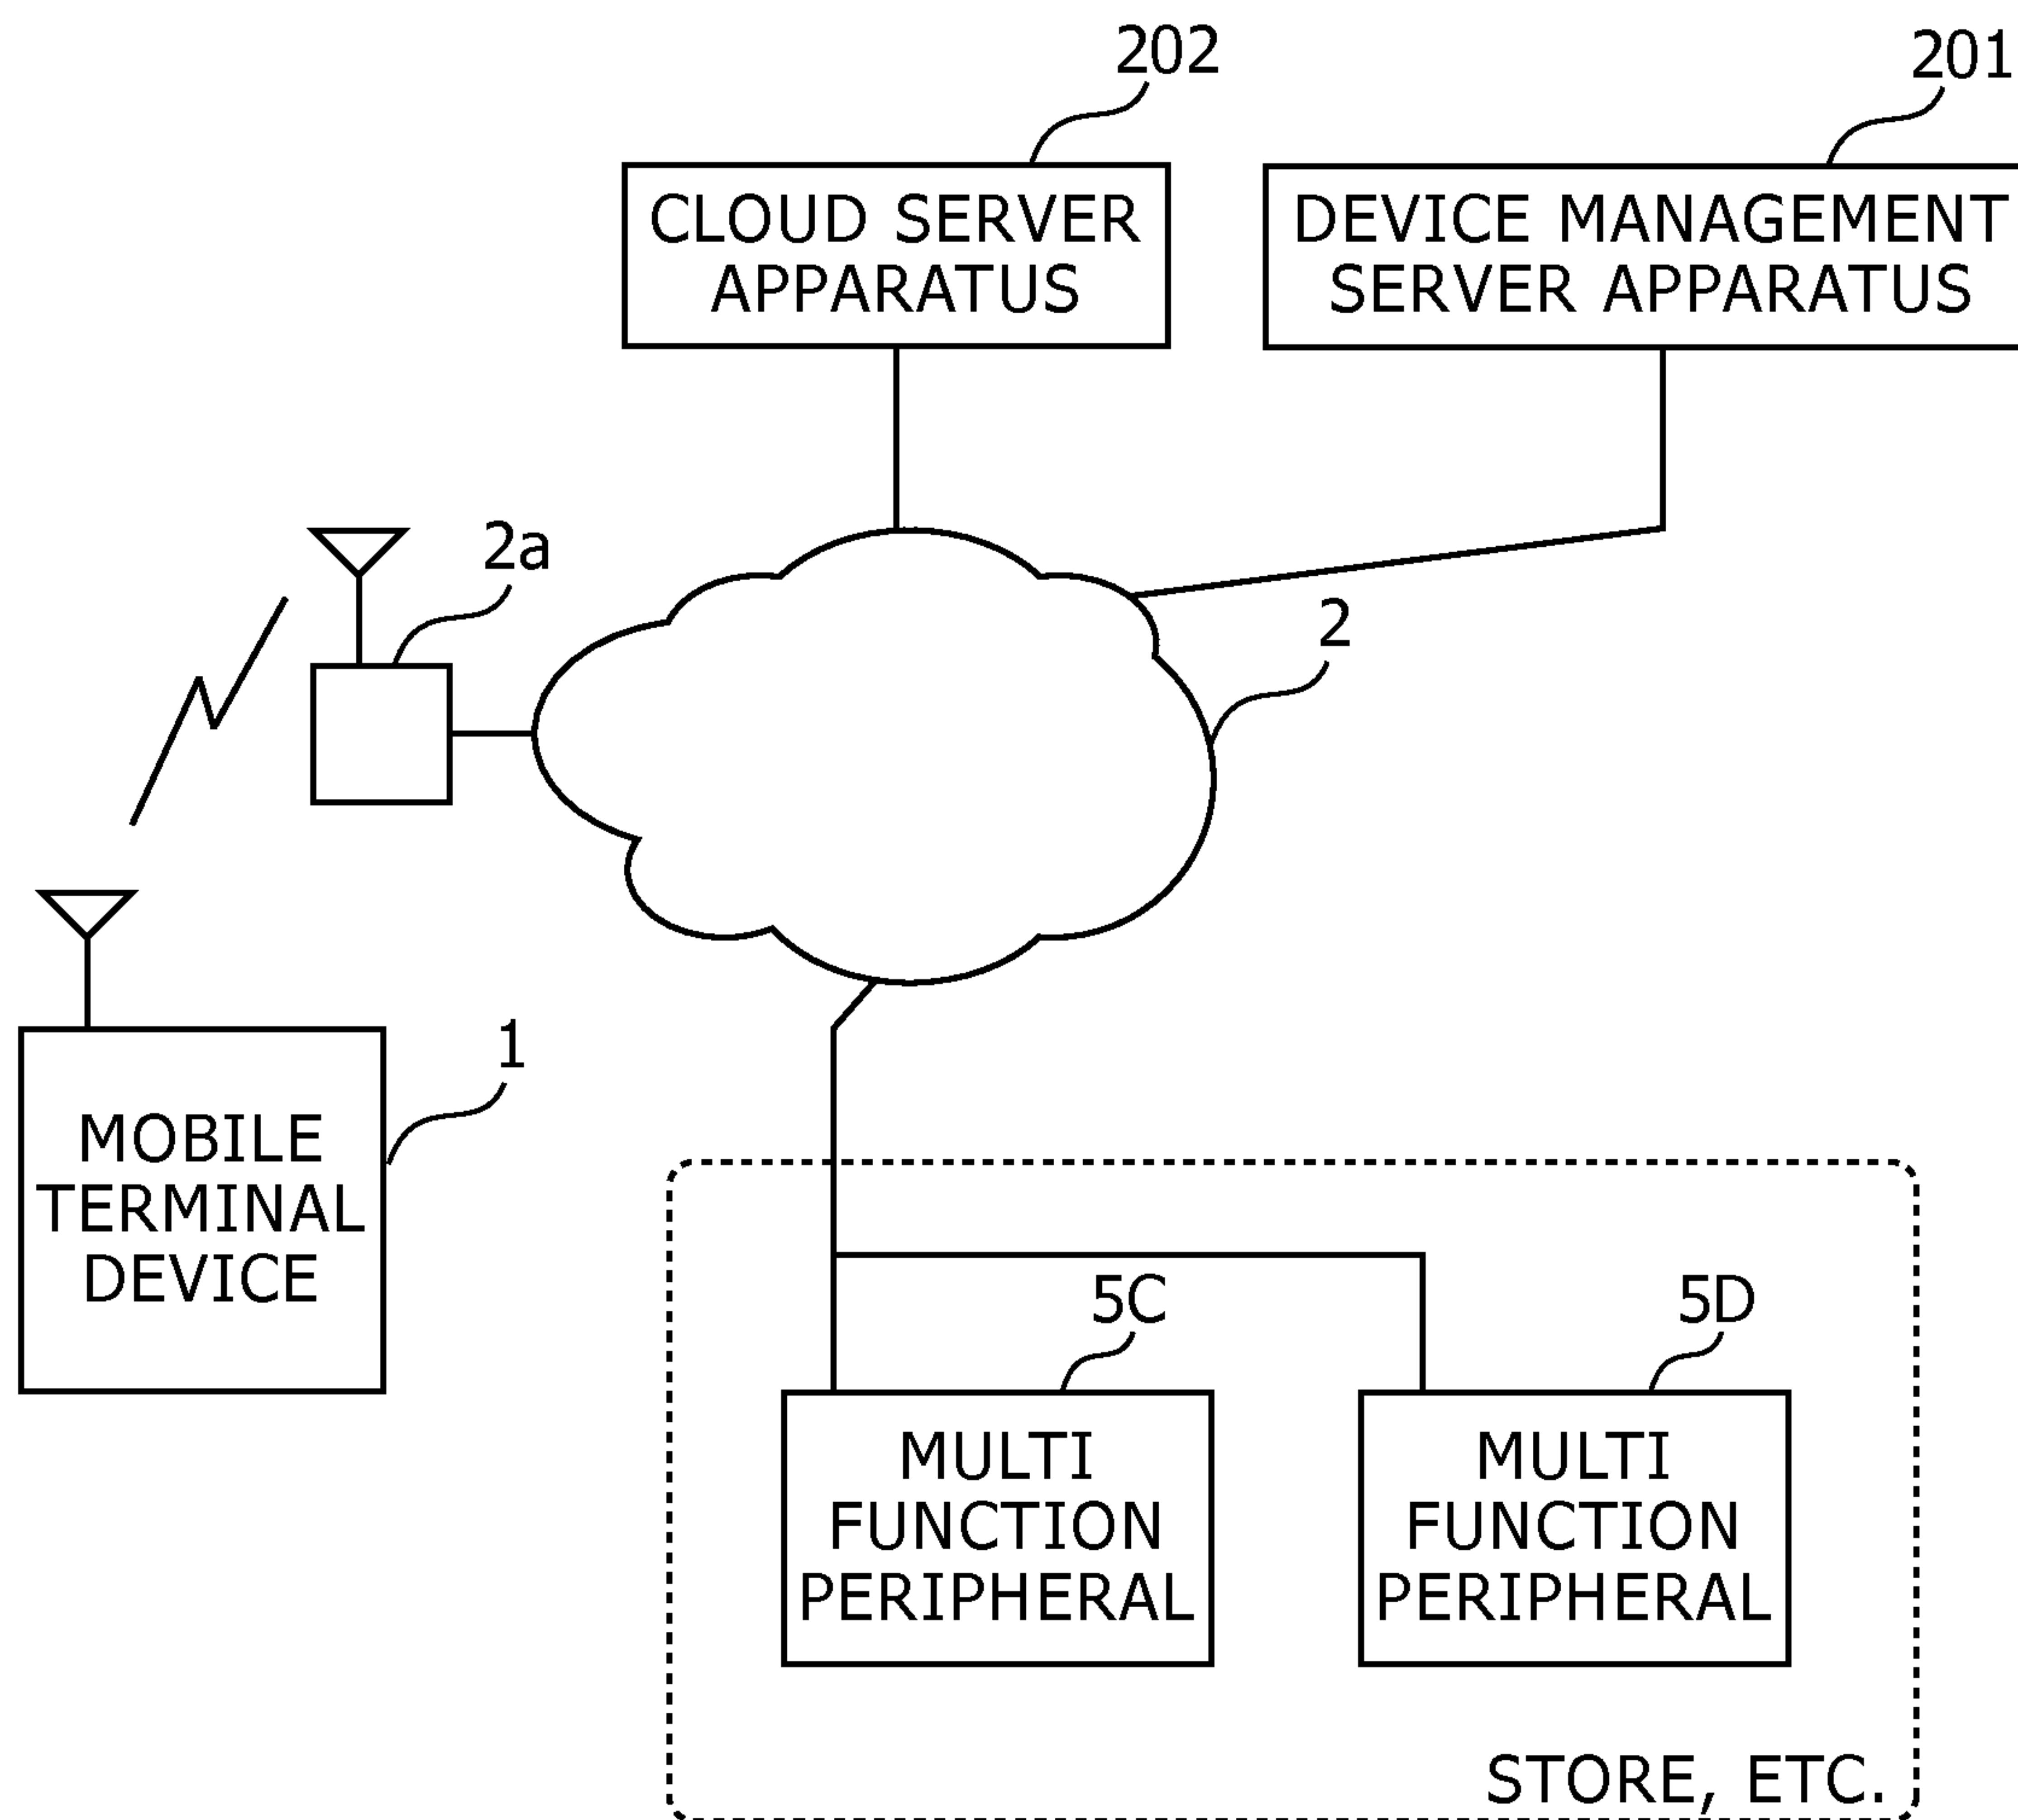 202
201
CLOUD SERVER
APPARATUS
DEVICE MANAGEMENT
SERVER APPARATUS
2a
2
1
MOBILE
TERMINAL
DEVICE
5C
5D
MULTI
FUNCTION
PERIPHERAL
MULTI
FUNCTION
PERIPHERAL
STORE, ETC.